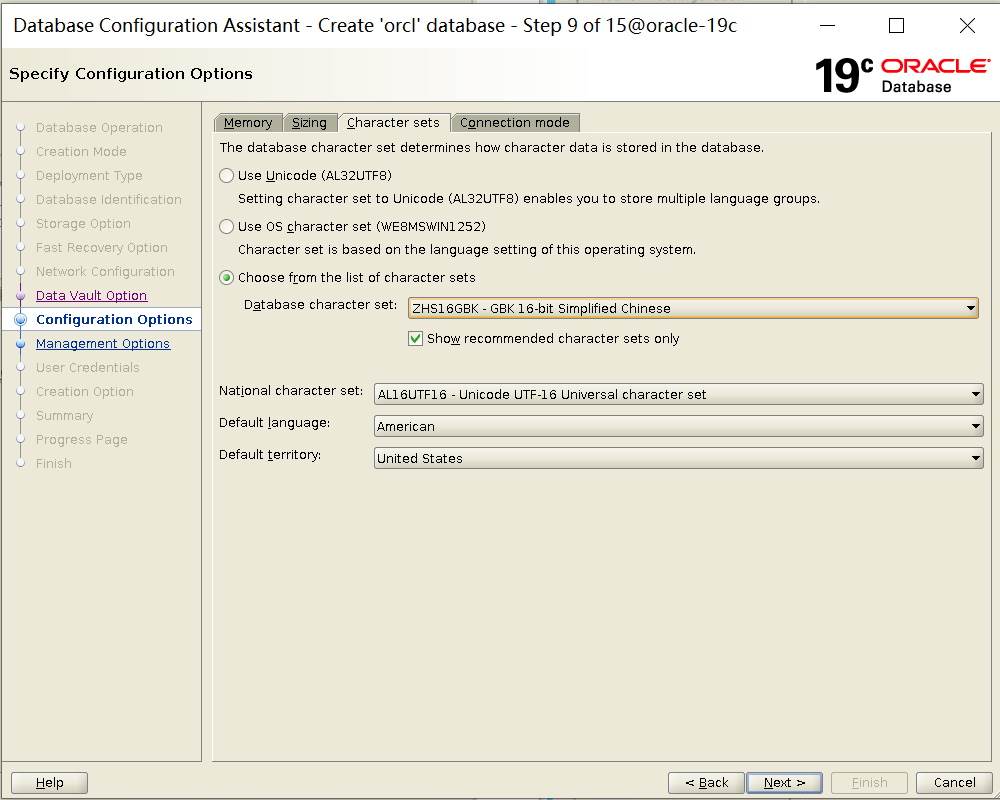 Database Configuration Assistant - Create 'orcl' database - Step 9 of 15@oracle-19c
Specify Configuration Options
19c ORACLE
Database
Database Operation
Creation Mode
Deployment Type
Database Identification
Storage Option
Fast Recovery Option
Network Configuration
Data Vault Option
Configuration Options
Management Options
User Credentials
Creation Option
Summary
Progress Page
Finish
Memory Sizing Character sets Connection mode
The database character set determines how character data is stored in the database.
Use Unicode (AL32UTF8)
Setting character set to Unicode (AL32UTF8) enables you to store multiple language groups.
Use OS character set (WE8MSWIN1252)
Character set is based on the language setting of this operating system.
Choose from the list of character sets
Database character set: ZHS16GBK - GBK 16-bit Simplified Chinese
Show recommended character sets only
National character set: AL16UTF16 - Unicode UTF-16 Universal character set
Default language: American
Default territory: United States
Help < Back Next > Finish Cancel